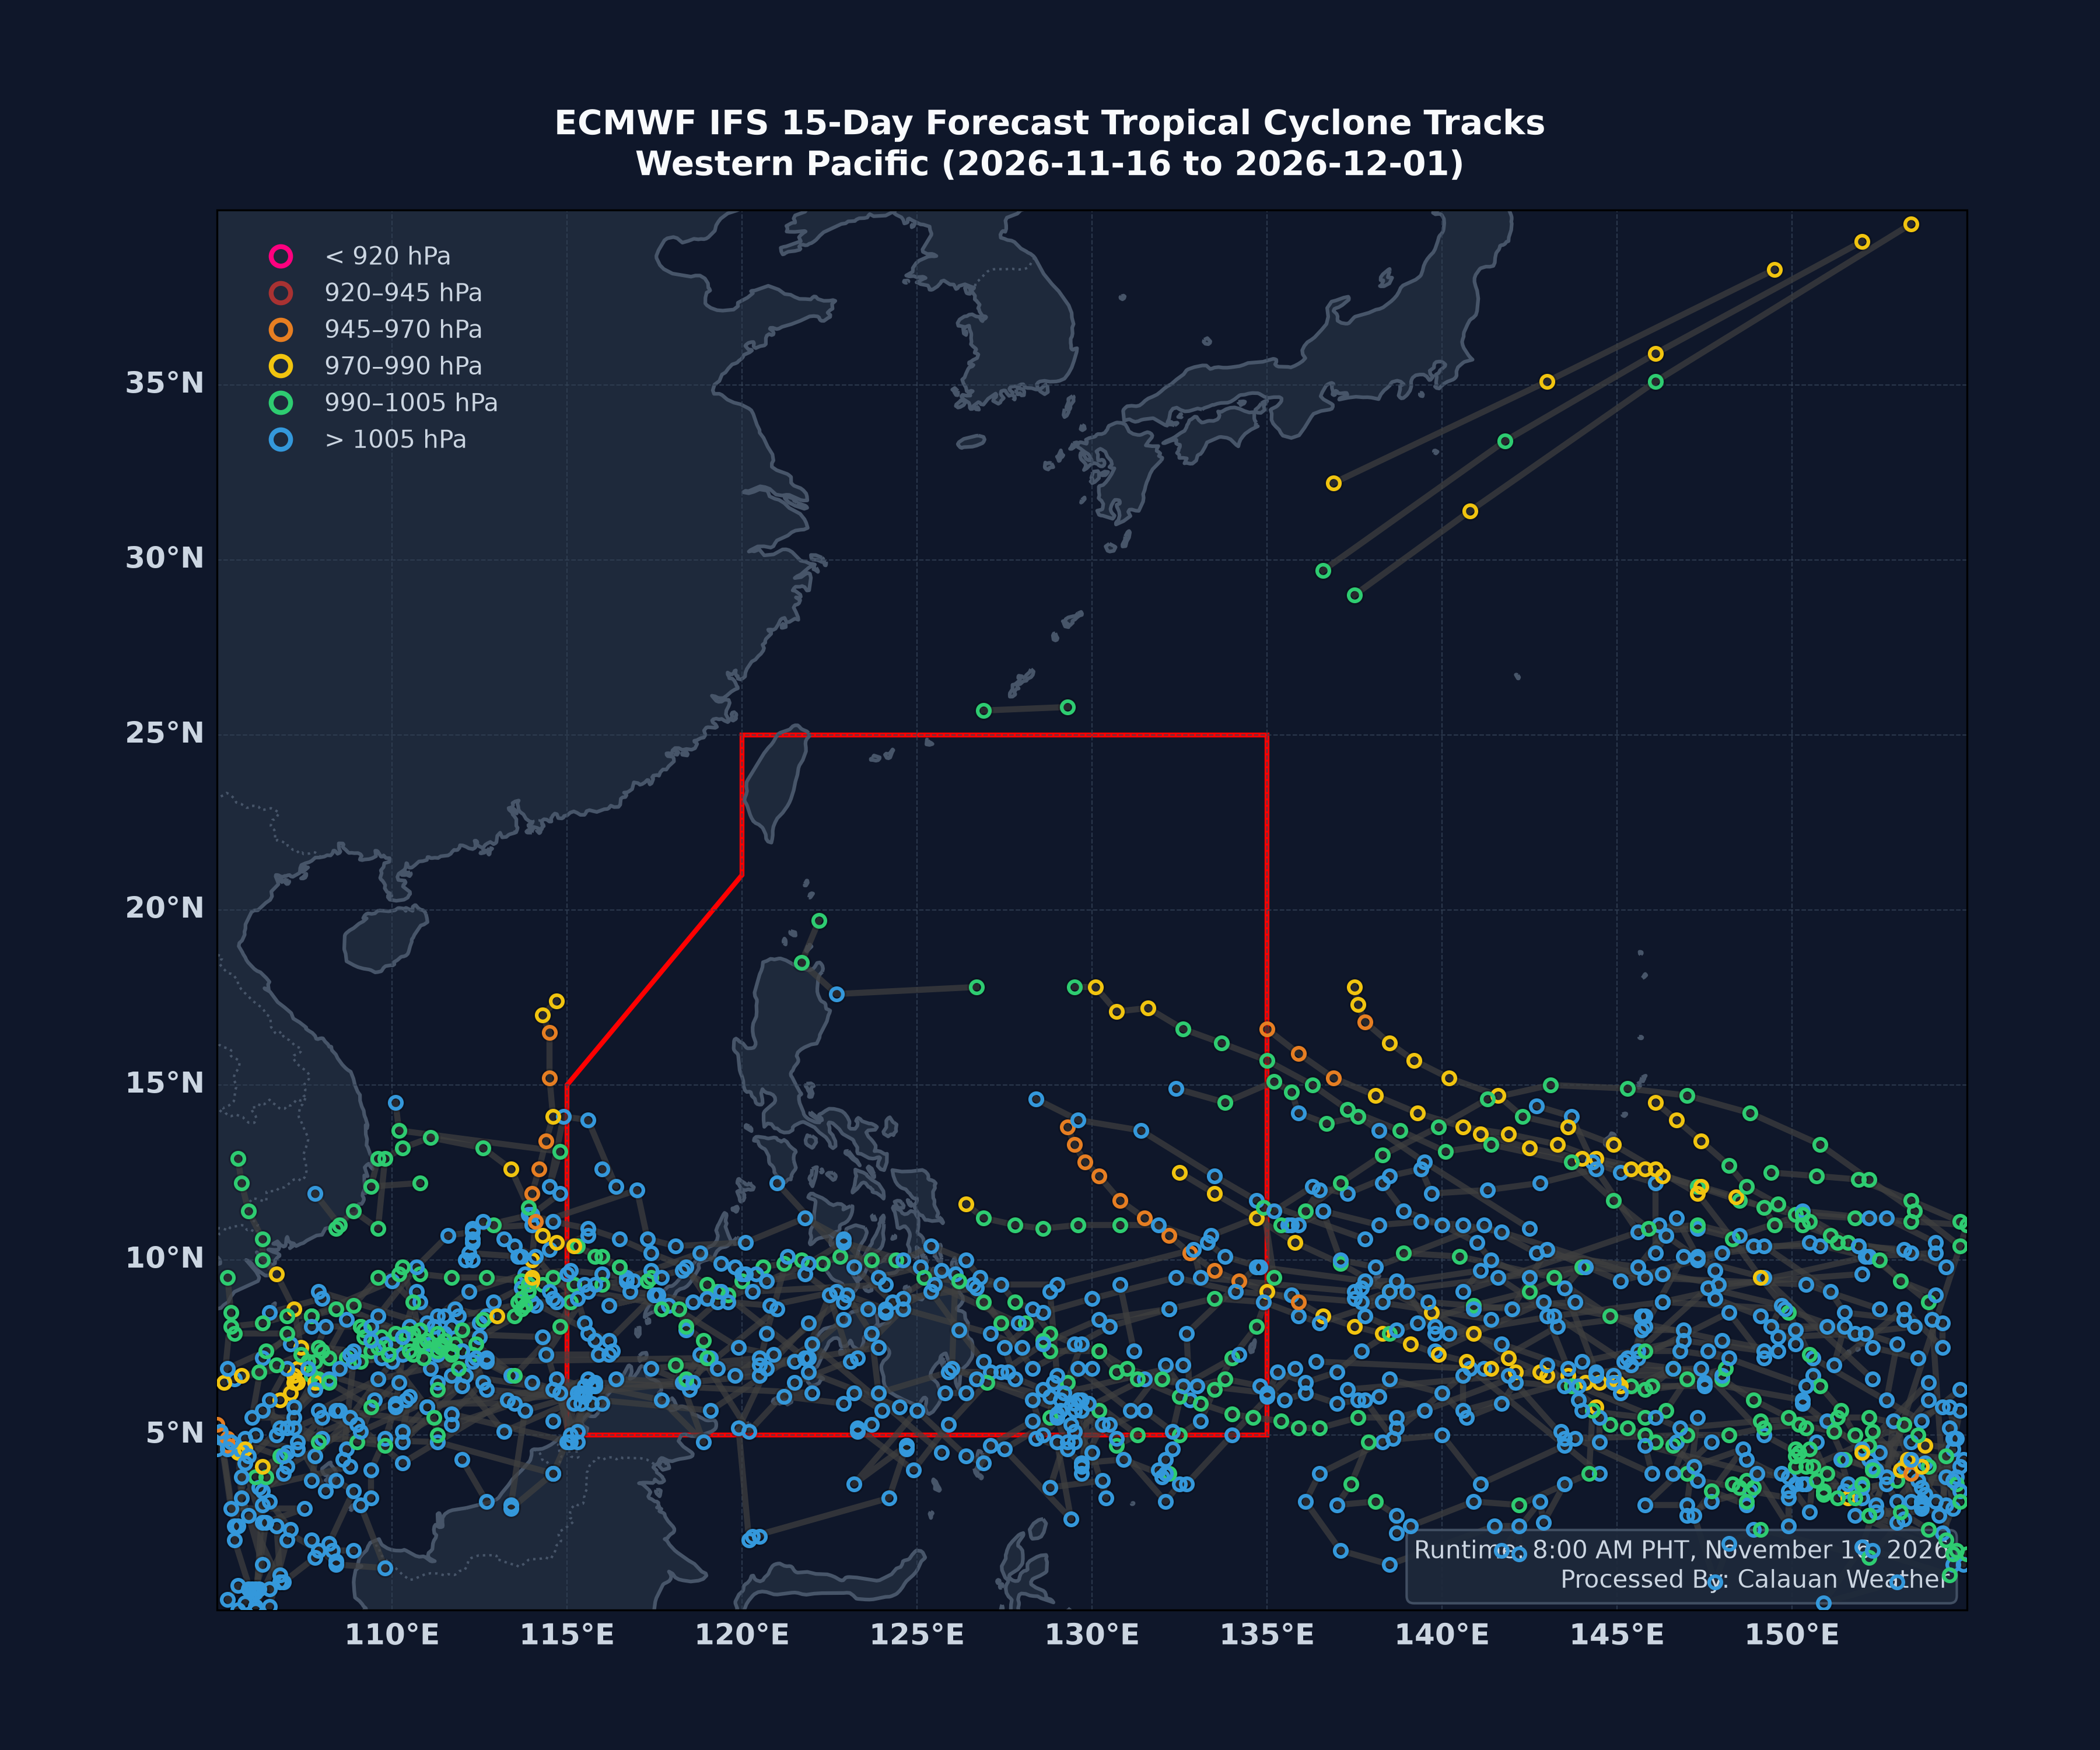 ECMWF IFS 15-Day Forecast Tropical Cyclone Tracks
Western Pacific (2026-11-16 to 2026-12-01)
< 920 hPa
920–945 hPa
945–970 hPa
970–990 hPa
990–1005 hPa
> 1005 hPa
35°N
30°N
25°N
20°N
15°N
10°N
5°N
Runtime: 8:00 AM PHT, November 16, 2026
Processed By: Calauan Weather
110°E 115°E 120°E 125°E 130°E 135°E 140°E 145°E 150°E